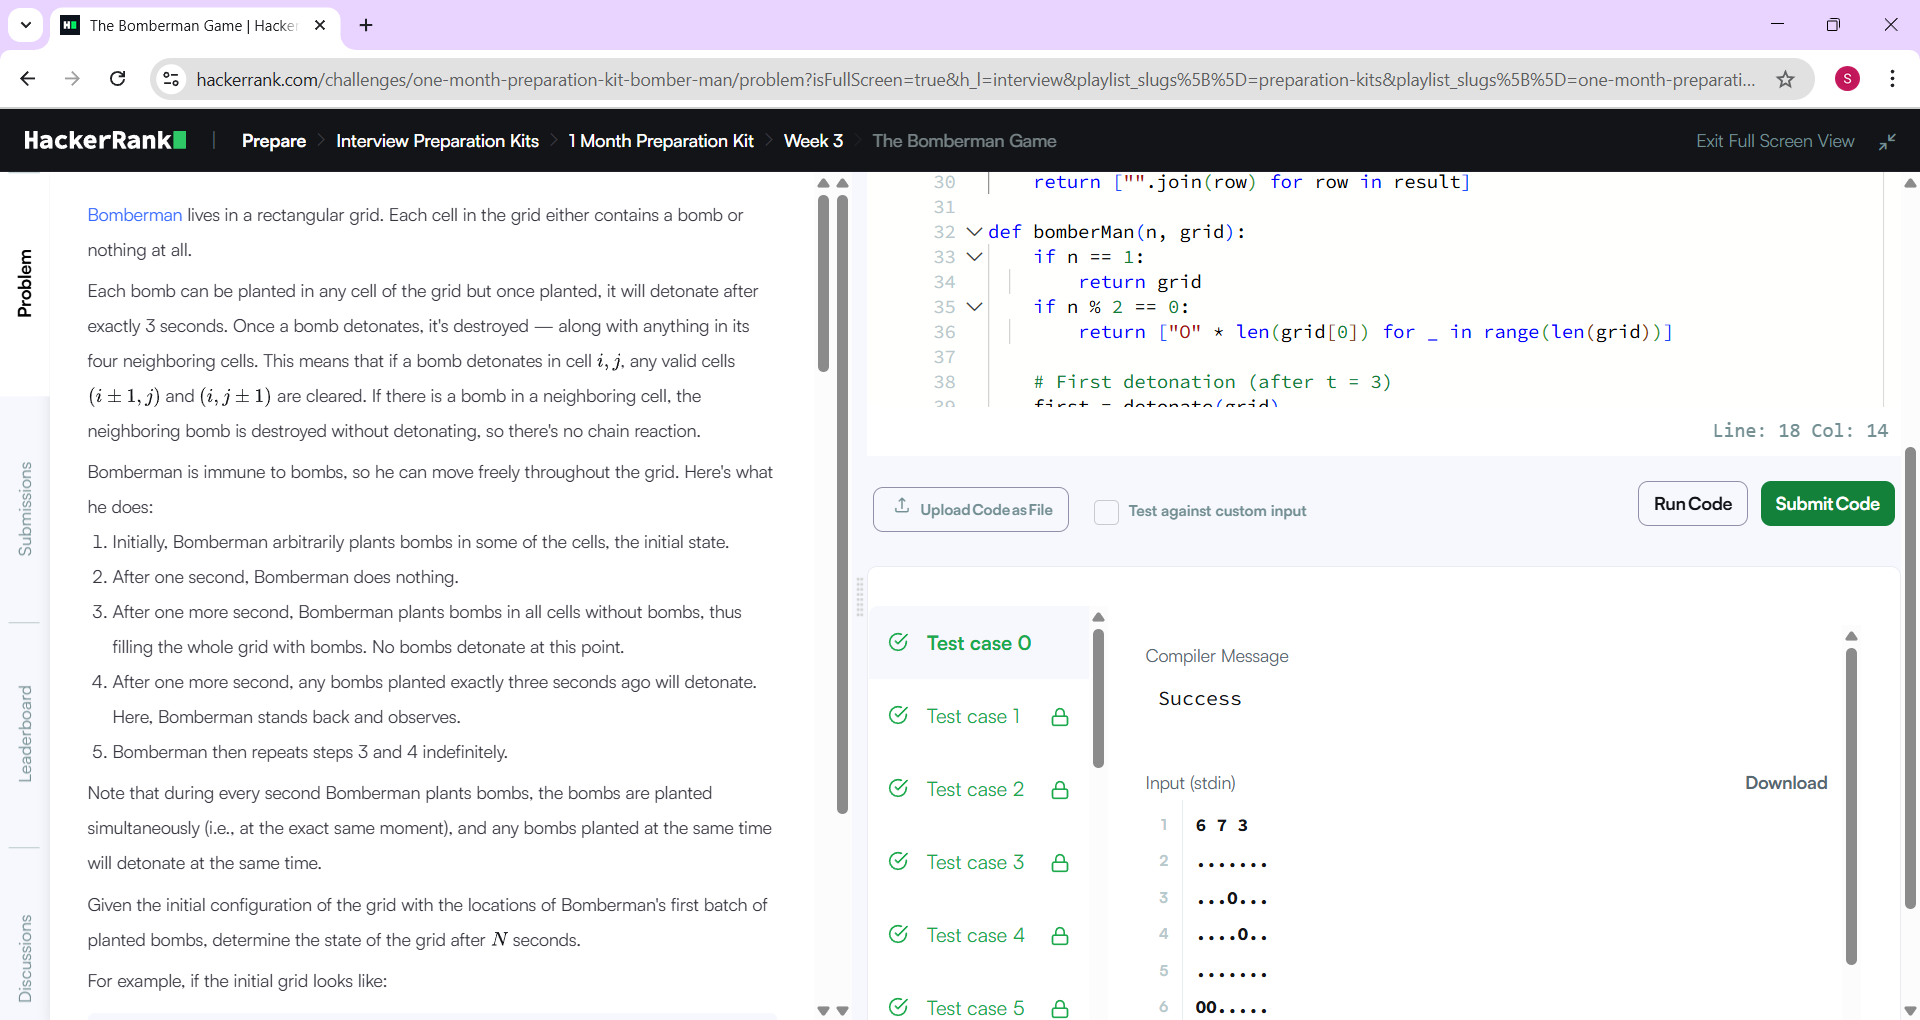 The Bomberman Game | Hacker
hackerrank.com/challenges/one-month-preparation-kit-bomber-man/problem?isFullScreen=true&h_l=interview&playlist_slugs%5B%5D=preparation-kits&playlist_slugs%5B%5D=one-month-preparati...
S
HackerRank
Prepare
Interview Preparation Kits
1 Month Preparation Kit
Week 3
The Bomberman Game
Exit Full Screen View
Problem
Submissions
Leaderboard
Discussions
Bomberman lives in a rectangular grid. Each cell in the grid either contains a bomb or
nothing at all.
Each bomb can be planted in any cell of the grid but once planted, it will detonate after
exactly 3 seconds. Once a bomb detonates, it's destroyed — along with anything in its
four neighboring cells. This means that if a bomb detonates in cell i, j, any valid cells
(i ± 1, j) and (i, j ± 1) are cleared. If there is a bomb in a neighboring cell, the
neighboring bomb is destroyed without detonating, so there's no chain reaction.
Bomberman is immune to bombs, so he can move freely throughout the grid. Here's what
he does:
1. Initially, Bomberman arbitrarily plants bombs in some of the cells, the initial state.
2. After one second, Bomberman does nothing.
3. After one more second, Bomberman plants bombs in all cells without bombs, thus
filling the whole grid with bombs. No bombs detonate at this point.
4. After one more second, any bombs planted exactly three seconds ago will detonate.
Here, Bomberman stands back and observes.
5. Bomberman then repeats steps 3 and 4 indefinitely.
Note that during every second Bomberman plants bombs, the bombs are planted
simultaneously (i.e., at the exact same moment), and any bombs planted at the same time
will detonate at the same time.
Given the initial configuration of the grid with the locations of Bomberman's first batch of
planted bombs, determine the state of the grid after N seconds.
For example, if the initial grid looks like:
30 return ["".join(row) for row in result]
31
32 def bomberMan(n, grid):
33 if n == 1:
34 return grid
35 if n % 2 == 0:
36 return ["O" * len(grid[0]) for _ in range(len(grid))]
37
38 # First detonation (after t = 3)
39 first = detonate(grid)
Line: 18 Col: 14
Upload Code as File
Test against custom input
Run Code
Submit Code
Test case 0
Test case 1
Test case 2
Test case 3
Test case 4
Test case 5
Compiler Message
Success
Input (stdin)
Download
1 6 7 3
2 .......
3 ...O...
4 ....O..
5 .......
6 OO.....